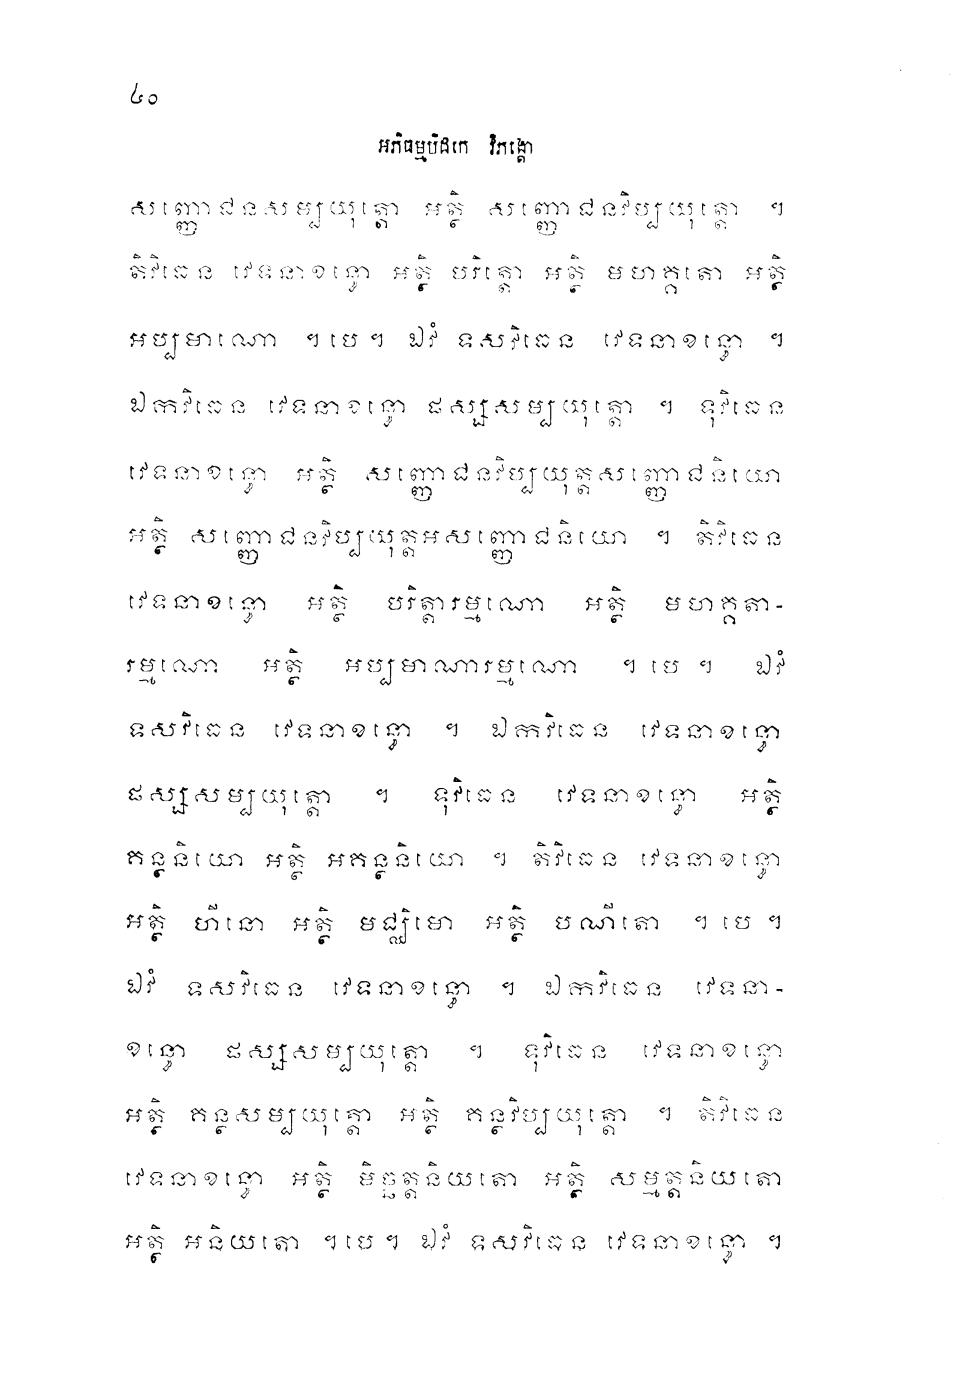 ៤០
អភិធម្មបិដកេ វិភង្គោ
សញ្ញោជនសម្បយុត្តោ អត្ថិ សញ្ញោជនវិប្បយុត្តោ ។
តិវិធេន វេទនាខន្ធោ អត្ថិ បរិត្តោ អត្ថិ មហគ្គតោ អត្ថិ
អប្បមាណោ ។បេ។ ឯវំ ទសវិធេន វេទនាខន្ធោ ។
ឯកវិធេន វេទនាខន្ធោ ផស្សសម្បយុត្តោ ។ ទុវិធេន
វេទនាខន្ធោ អត្ថិ សញ្ញោជនវិប្បយុត្តសញ្ញោជនិយោ
អត្ថិ សញ្ញោជនវិប្បយុត្តអសញ្ញោជនិយោ ។ តិវិធេន
វេទនាខន្ធោ អត្ថិ បរិត្តារម្មណោ អត្ថិ មហគ្គតា-
រម្មណោ អត្ថិ អប្បមាណារម្មណោ ។បេ។ ឯវំ
ទសវិធេន វេទនាខន្ធោ ។ ឯកវិធេន វេទនាខន្ធោ
ផស្សសម្បយុត្តោ ។ ទុវិធេន វេទនាខន្ធោ អត្ថិ
គន្ថនិយោ អត្ថិ អគន្ថនិយោ ។ តិវិធេន វេទនាខន្ធោ
អត្ថិ ហីនោ អត្ថិ មជ្ឈិមោ អត្ថិ បណីតោ ។បេ។
ឯវំ ទសវិធេន វេទនាខន្ធោ ។ ឯកវិធេន វេទនា-
ខន្ធោ ផស្សសម្បយុត្តោ ។ ទុវិធេន វេទនាខន្ធោ
អត្ថិ គន្ថសម្បយុត្តោ អត្ថិ គន្ថវិប្បយុត្តោ ។ តិវិធេន
វេទនាខន្ធោ អត្ថិ មិច្ឆត្តនិយតោ អត្ថិ សម្មត្តនិយតោ
អត្ថិ អនិយតោ ។បេ។ ឯវំ ទសវិធេន វេទនាខន្ធោ ។